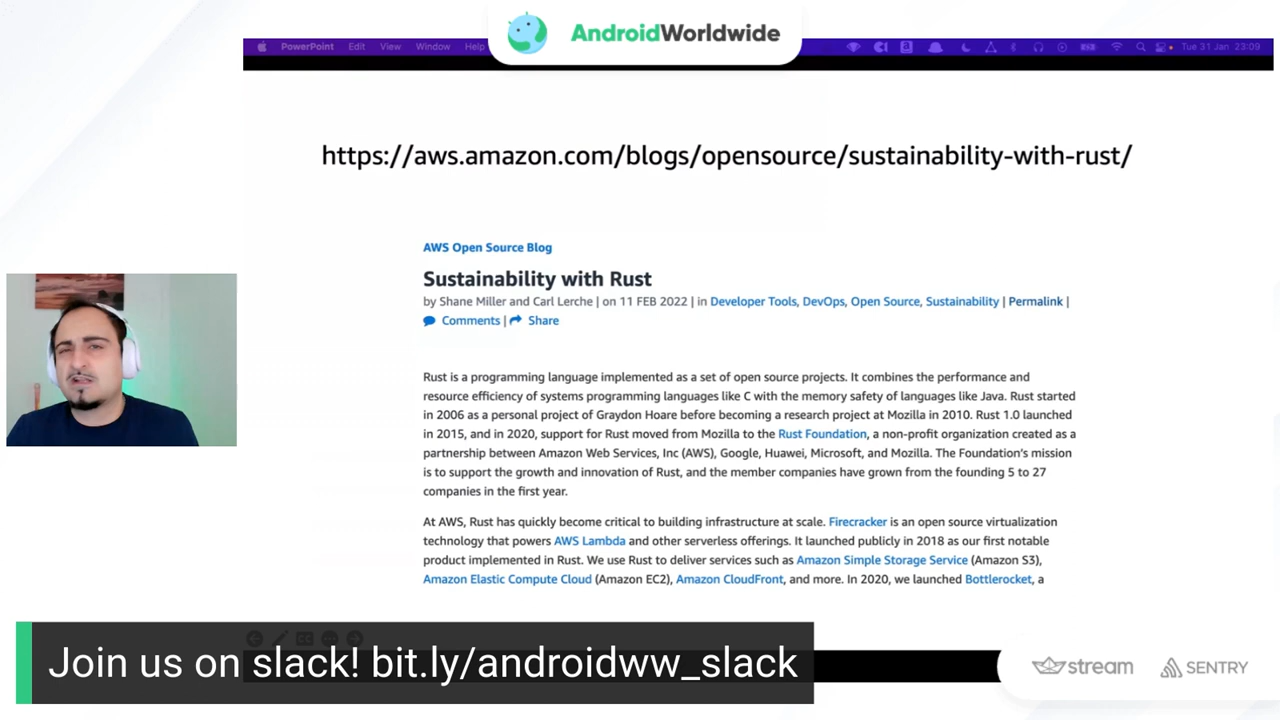 AndroidWorldwide
PowerPoint Edit View Window Help
Tue 31 Jan 23:09
https://aws.amazon.com/blogs/opensource/sustainability-with-rust/
AWS Open Source Blog
Sustainability with Rust
by Shane Miller and Carl Lerche | on 11 FEB 2022 | in Developer Tools, DevOps, Open Source, Sustainability | Permalink |
Comments | Share
Rust is a programming language implemented as a set of open source projects. It combines the performance and
resource efficiency of systems programming languages like C with the memory safety of languages like Java. Rust started
in 2006 as a personal project of Graydon Hoare before becoming a research project at Mozilla in 2010. Rust 1.0 launched
in 2015, and in 2020, support for Rust moved from Mozilla to the Rust Foundation, a non-profit organization created as a
partnership between Amazon Web Services, Inc (AWS), Google, Huawei, Microsoft, and Mozilla. The Foundation's mission
is to support the growth and innovation of Rust, and the member companies have grown from the founding 5 to 27
companies in the first year.
At AWS, Rust has quickly become critical to building infrastructure at scale. Firecracker is an open source virtualization
technology that powers AWS Lambda and other serverless offerings. It launched publicly in 2018 as our first notable
product implemented in Rust. We use Rust to deliver services such as Amazon Simple Storage Service (Amazon S3),
Amazon Elastic Compute Cloud (Amazon EC2), Amazon CloudFront, and more. In 2020, we launched Bottlerocket, a
Join us on slack! bit.ly/androidww_slack
stream
SENTRY